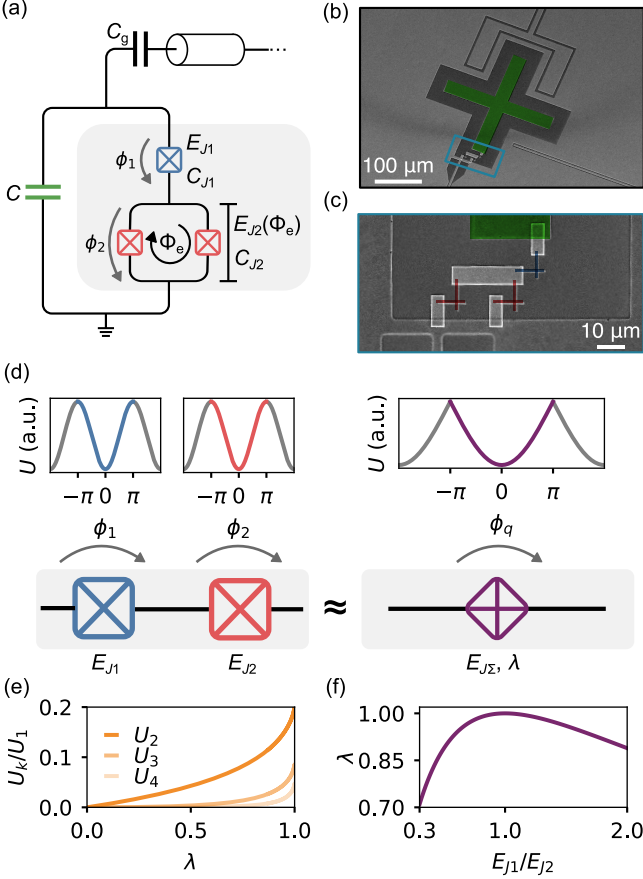 (a)
C_g
E_J1
C_J1
ϕ_1
ϕ_2
Φ_e
E_J2(Φ_e)
C_J2
C
(b)
100 μm
(c)
10 μm
(d)
U (a.u.)
−π 0 π
−π 0 π
U (a.u.)
−π 0 π
ϕ_1
ϕ_2
ϕ_q
≈
E_J1
E_J2
E_JΣ, λ
(e)
U_k/U_1
0.2
0.1
0.0
U_2
U_3
U_4
0.0 0.5 1.0
λ
(f)
λ
1.00
0.85
0.70
0.3 1.0 2.0
E_J1/E_J2